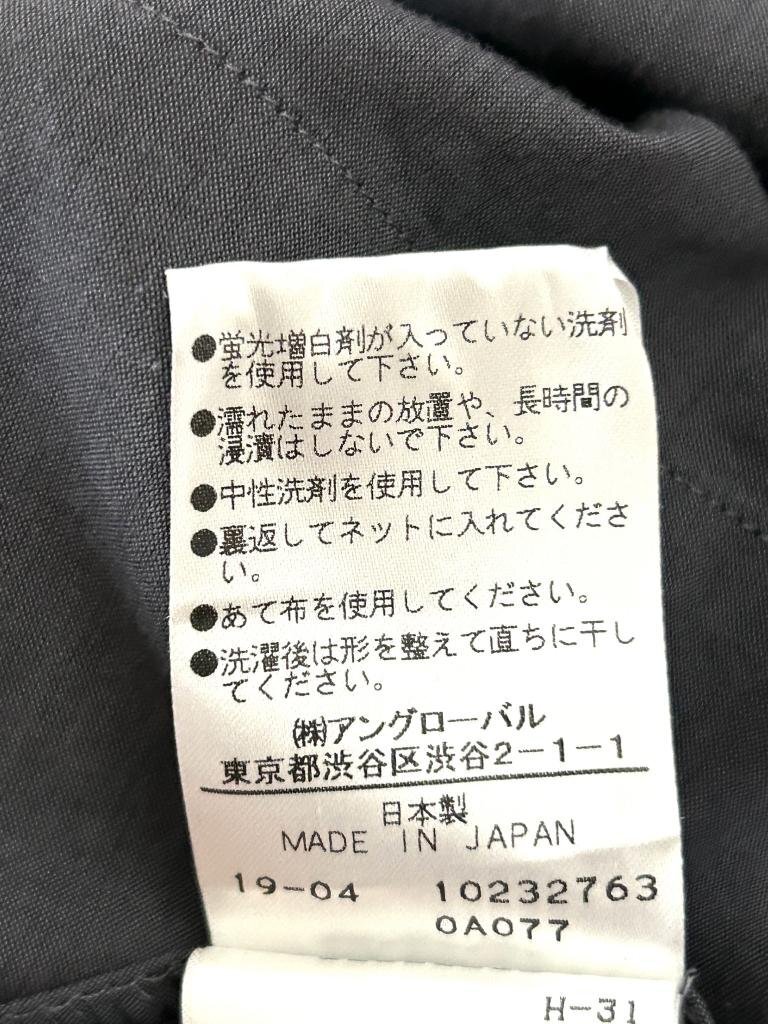 ●蛍光増白剤が入っていない洗剤
を使用して下さい。
●濡れたままの放置や、長時間の
浸漬はしないで下さい。
●中性洗剤を使用して下さい。
●裏返してネットに入れてくださ
い。
●あて布を使用してください。
●洗濯後は形を整えて直ちに干し
てください。
㈱アングローバル
東京都渋谷区渋谷2-1-1
日本製
MADE IN JAPAN
19-04 10232763
0A077
H-31